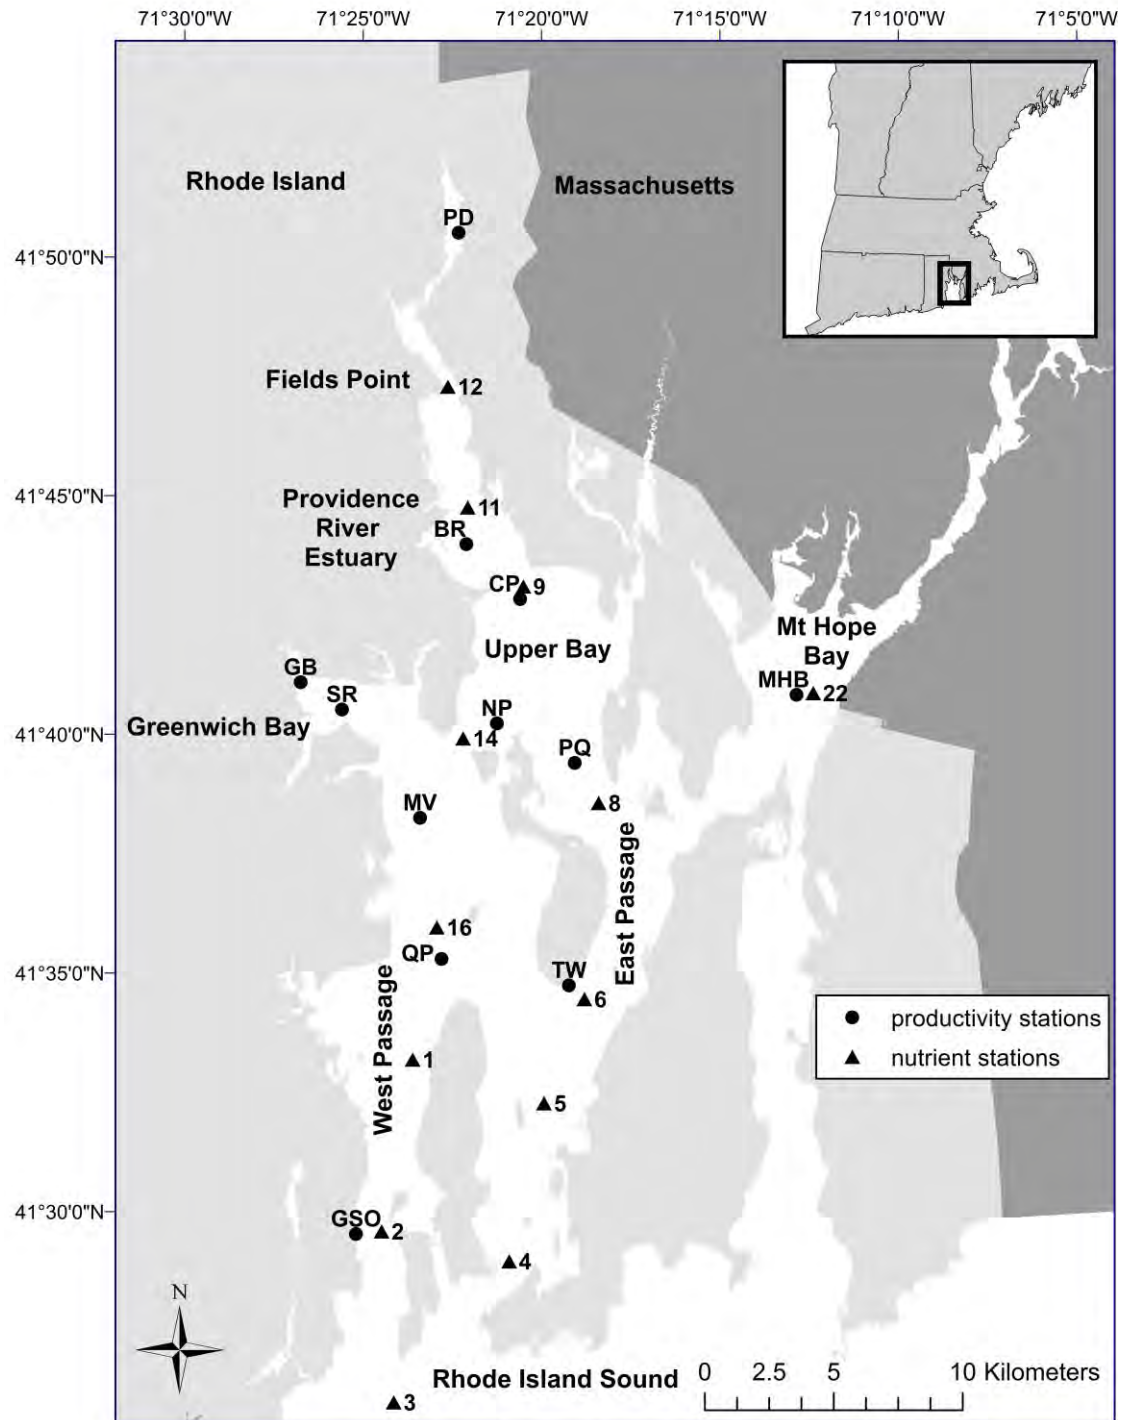 71°30'0"W 71°25'0"W 71°20'0"W 71°15'0"W 71°10'0"W 71°5'0"W
Rhode Island
Massachusetts
PD
41°50'0"N
Fields Point
12
41°45'0"N
Providence
River
Estuary
11
BR
CP
9
Upper Bay
Mt Hope
Bay
MHB
22
GB
SR
Greenwich Bay
NP
14
41°40'0"N
PQ
8
MV
East Passage
16
QP
41°35'0"N
TW
6
West Passage
1
5
productivity stations
nutrient stations
41°30'0"N
GSO
2
4
N
Rhode Island Sound
0 2.5 5 10 Kilometers
3